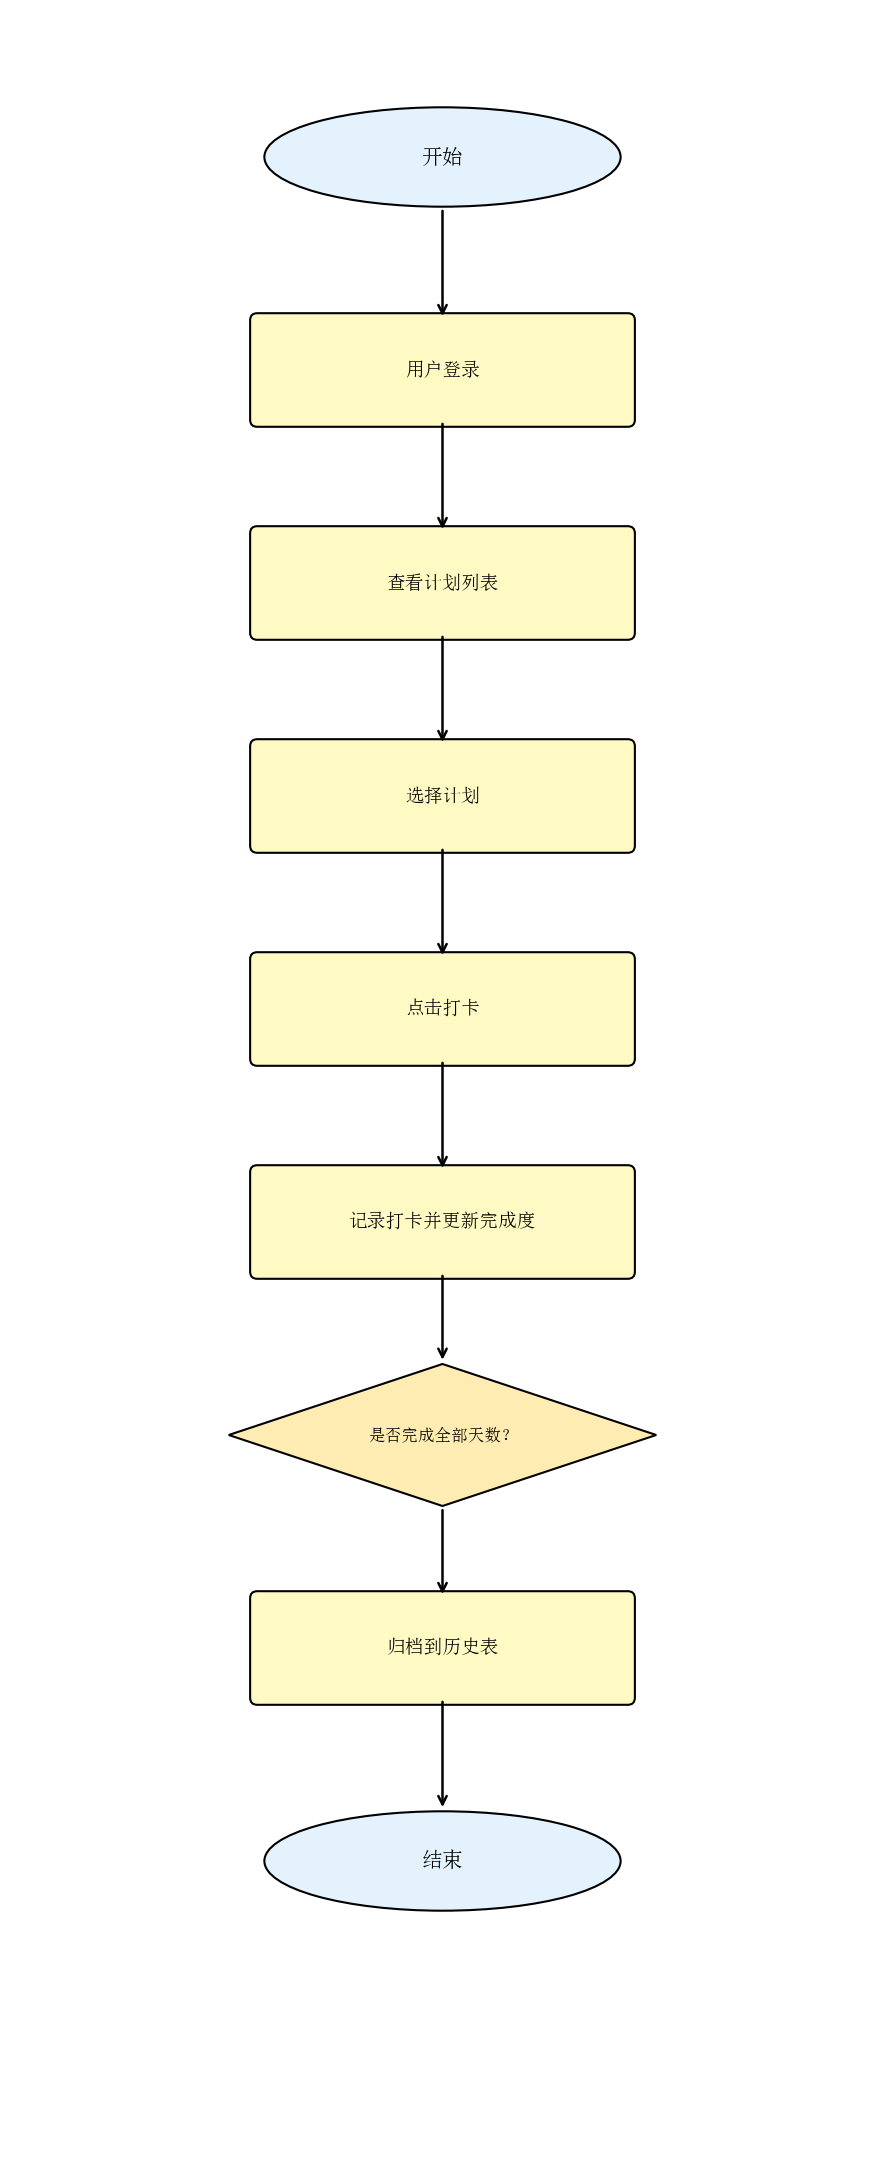 开始
用户登录
查看计划列表
选择计划
点击打卡
记录打卡并更新完成度
是否完成全部天数?
归档到历史表
结束